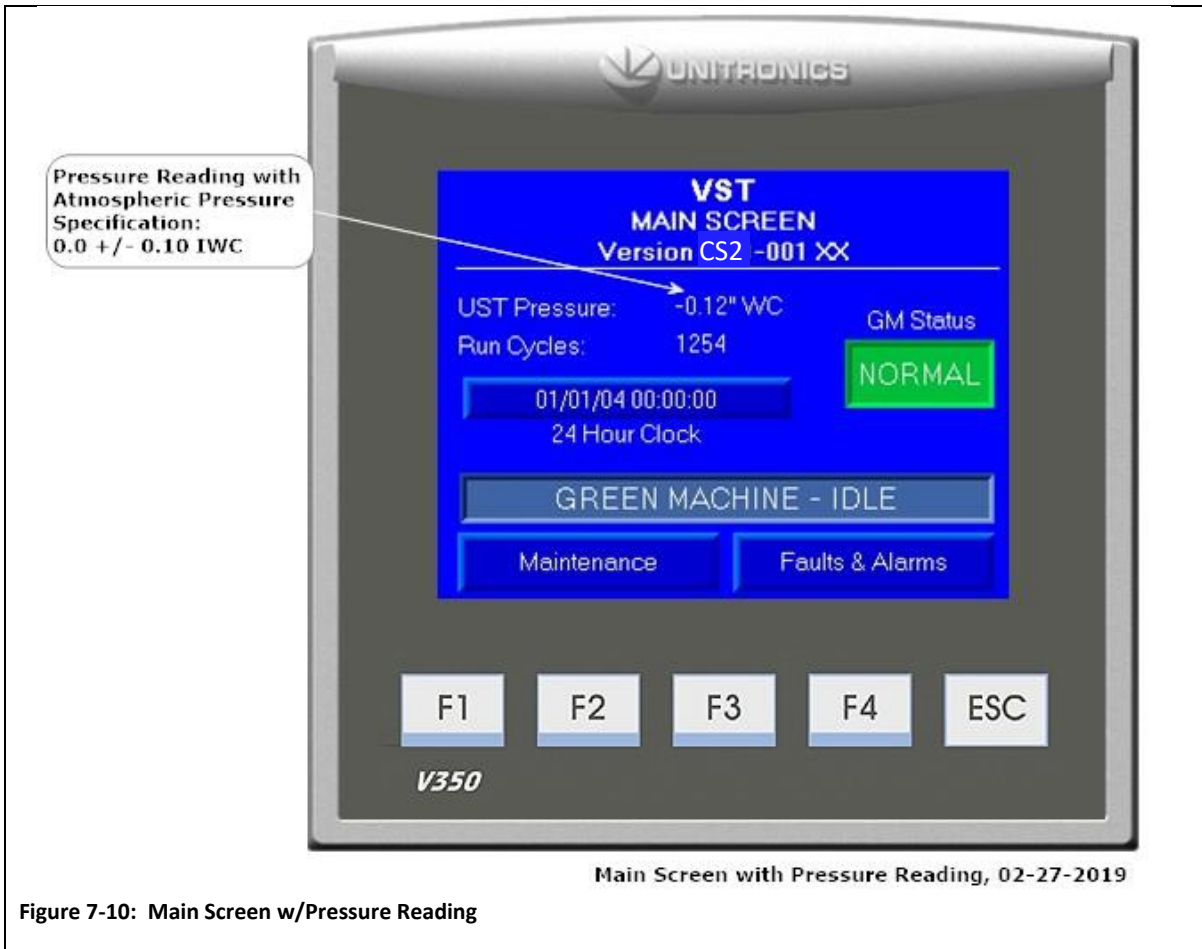 UNITRONICS
Pressure Reading with
Atmospheric Pressure
Specification:
0.0 +/- 0.10 IWC
VST
MAIN SCREEN
Version CS2 -001 XX
UST Pressure: -0.12" WC
Run Cycles: 1254
GM Status
NORMAL
01/01/04 00:00:00
24 Hour Clock
GREEN MACHINE - IDLE
Maintenance
Faults & Alarms
F1 F2 F3 F4 ESC
V350
Main Screen with Pressure Reading, 02-27-2019
Figure 7-10: Main Screen w/Pressure Reading